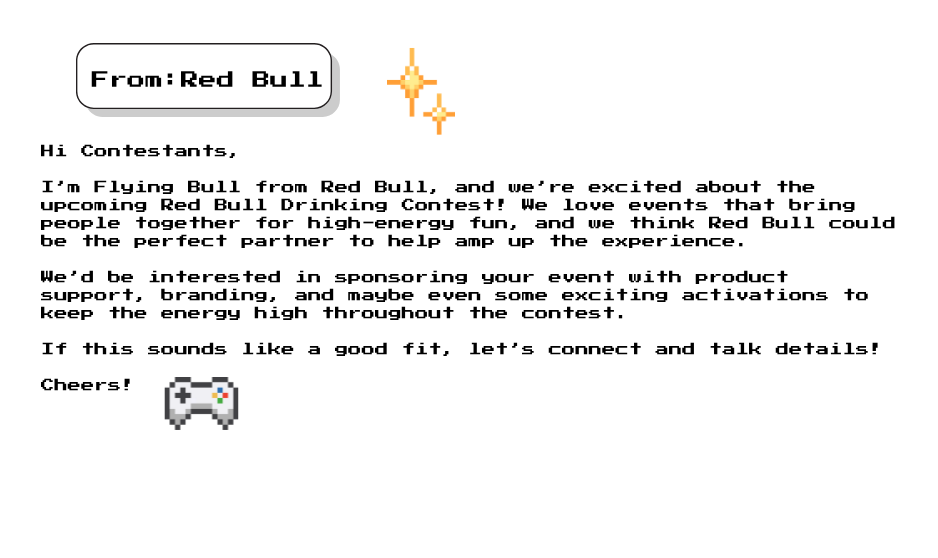 From:Red Bull
Hi Contestants,
I'm Flying Bull from Red Bull, and we're excited about the
upcoming Red Bull Drinking Contest! We love events that bring
people together for high-energy fun, and we think Red Bull could
be the perfect partner to help amp up the experience.
We'd be interested in sponsoring your event with product
support, branding, and maybe even some exciting activations to
keep the energy high throughout the contest.
If this sounds like a good fit, let's connect and talk details!
Cheers!